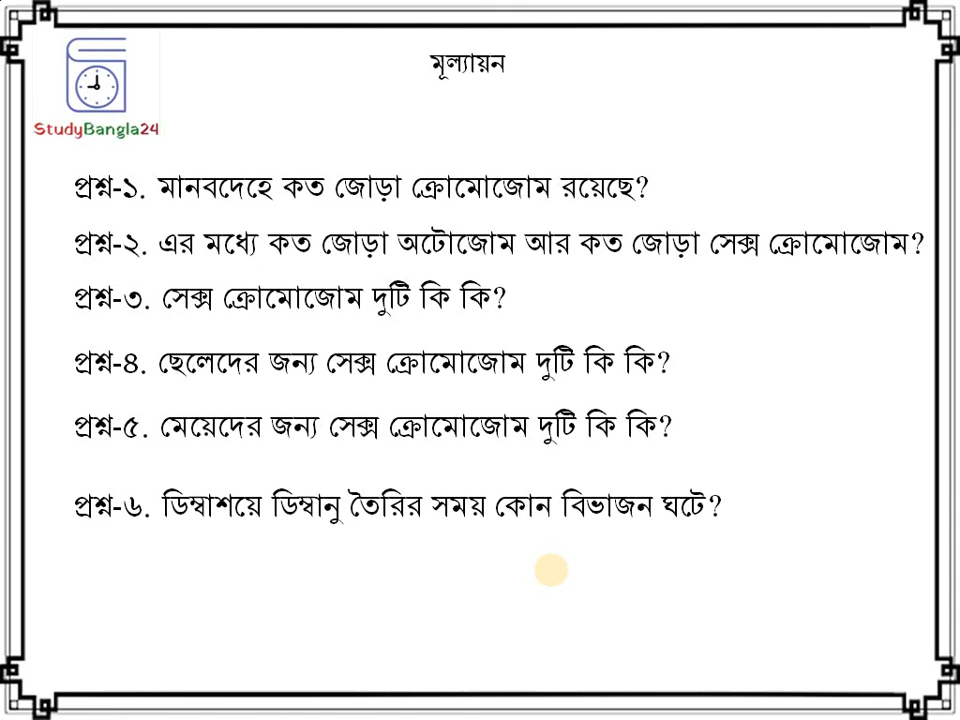 মূল্যায়ন
StudyBangla24
প্রশ্ন-১. মানবদেহে কত জোড়া ক্রোমোজোম রয়েছে?
প্রশ্ন-২. এর মধ্যে কত জোড়া অটোজোম আর কত জোড়া সেক্স ক্রোমোজোম?
প্রশ্ন-৩. সেক্স ক্রোমোজোম দুটি কি কি?
প্রশ্ন-৪. ছেলেদের জন্য সেক্স ক্রোমোজোম দুটি কি কি?
প্রশ্ন-৫. মেয়েদের জন্য সেক্স ক্রোমোজোম দুটি কি কি?
প্রশ্ন-৬. ডিম্বাশয়ে ডিম্বানু তৈরির সময় কোন বিভাজন ঘটে?